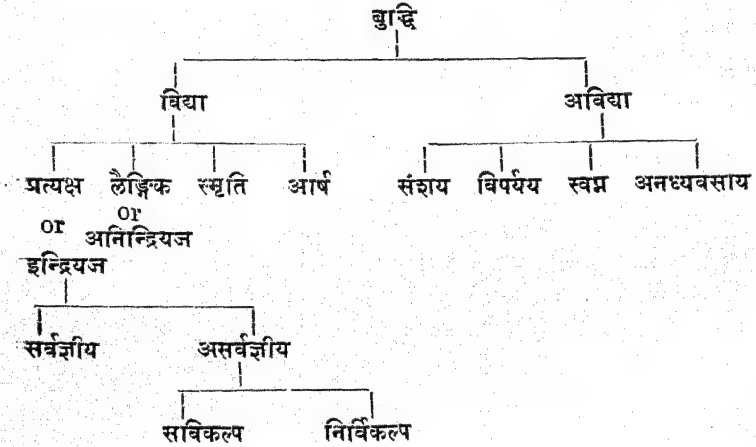 बुद्धि
विद्या अविद्या
प्रत्यक्ष लैङ्गिक स्मृति आर्ष संशय विपर्यय स्वप्न अनध्यवसाय
or or
अनिन्द्रियज
इन्द्रियज
सर्वज्ञीय असर्वज्ञीय
सविकल्प निर्विकल्प